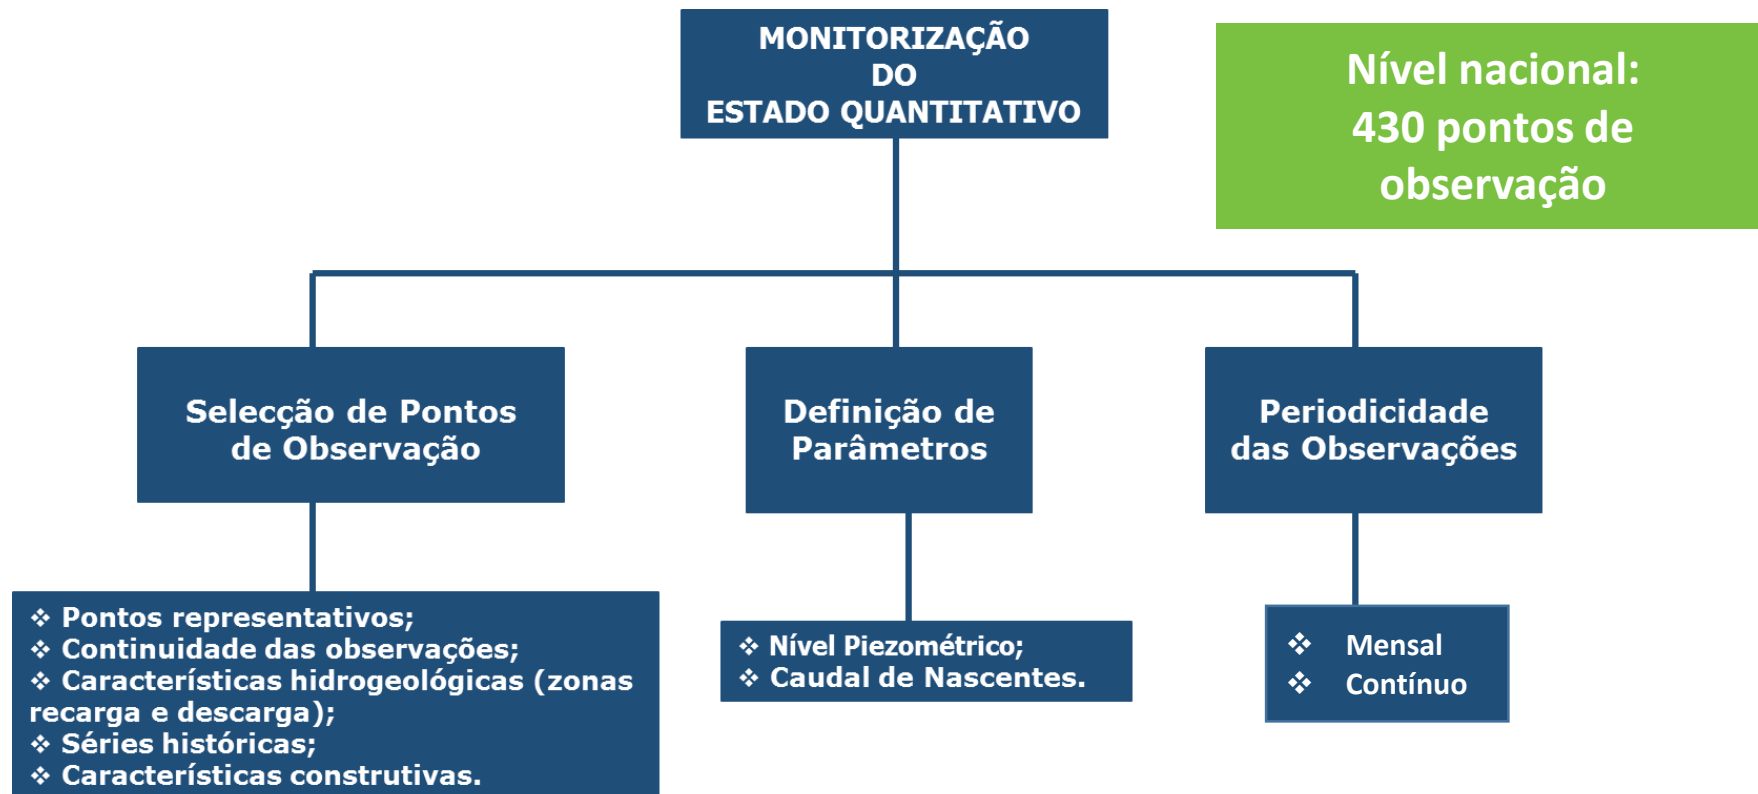 MONITORIZAÇÃO
DO
ESTADO QUANTITATIVO
Nível nacional:
430 pontos de
observação
Selecção de Pontos
de Observação
Definição de
Parâmetros
Periodicidade
das Observações
❖ Pontos representativos;
❖ Continuidade das observações;
❖ Características hidrogeológicas (zonas
recarga e descarga);
❖ Séries históricas;
❖ Características construtivas.
❖ Nível Piezométrico;
❖ Caudal de Nascentes.
❖ Mensal
❖ Contínuo